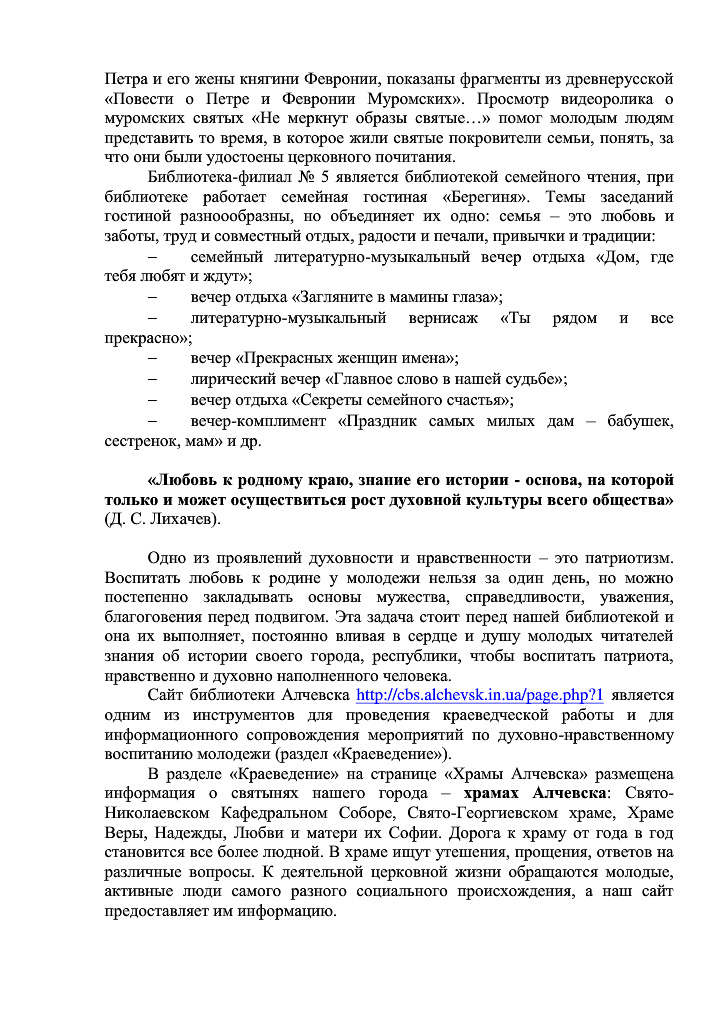 Петра и его жены княгини Февронии, показаны фрагменты из древнерусской
«Повести о Петре и Февронии Муромских». Просмотр видеоролика о
муромских святых «Не меркнут образы святые…» помог молодым людям
представить то время, в которое жили святые покровители семьи, понять, за
что они были удостоены церковного почитания.
Библиотека-филиал № 5 является библиотекой семейного чтения, при
библиотеке работает семейная гостиная «Берегиня». Темы заседаний
гостиной разноообразны, но объединяет их одно: семья – это любовь и
заботы, труд и совместный отдых, радости и печали, привычки и традиции:
– семейный литературно-музыкальный вечер отдыха «Дом, где
тебя любят и ждут»;
– вечер отдыха «Загляните в мамины глаза»;
– литературно-музыкальный вернисаж «Ты рядом и все
прекрасно»;
– вечер «Прекрасных женщин имена»;
– лирический вечер «Главное слово в нашей судьбе»;
– вечер отдыха «Секреты семейного счастья»;
– вечер-комплимент «Праздник самых милых дам – бабушек,
сестренок, мам» и др.
«Любовь к родному краю, знание его истории - основа, на которой
только и может осуществиться рост духовной культуры всего общества»
(Д. С. Лихачев).
Одно из проявлений духовности и нравственности – это патриотизм.
Воспитать любовь к родине у молодежи нельзя за один день, но можно
постепенно закладывать основы мужества, справедливости, уважения,
благоговения перед подвигом. Эта задача стоит перед нашей библиотекой и
она их выполняет, постоянно вливая в сердце и душу молодых читателей
знания об истории своего города, республики, чтобы воспитать патриота,
нравственно и духовно наполненного человека.
Сайт библиотеки Алчевска http://cbs.alchevsk.in.ua/page.php?1 является
одним из инструментов для проведения краеведческой работы и для
информационного сопровождения мероприятий по духовно-нравственному
воспитанию молодежи (раздел «Краеведение»).
В разделе «Краеведение» на странице «Храмы Алчевска» размещена
информация о святынях нашего города – храмах Алчевска: Свято-
Николаевском Кафедральном Соборе, Свято-Георгиевском храме, Храме
Веры, Надежды, Любви и матери их Софии. Дорога к храму от года в год
становится все более людной. В храме ищут утешения, прощения, ответов на
различные вопросы. К деятельной церковной жизни обращаются молодые,
активные люди самого разного социального происхождения, а наш сайт
предоставляет им информацию.